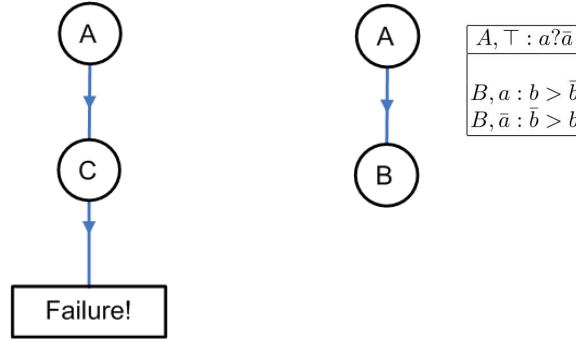 A
C
Failure!
A
B
A, ⊤ : a?ā
B, a : b > b̄
B, ā : b̄ > b